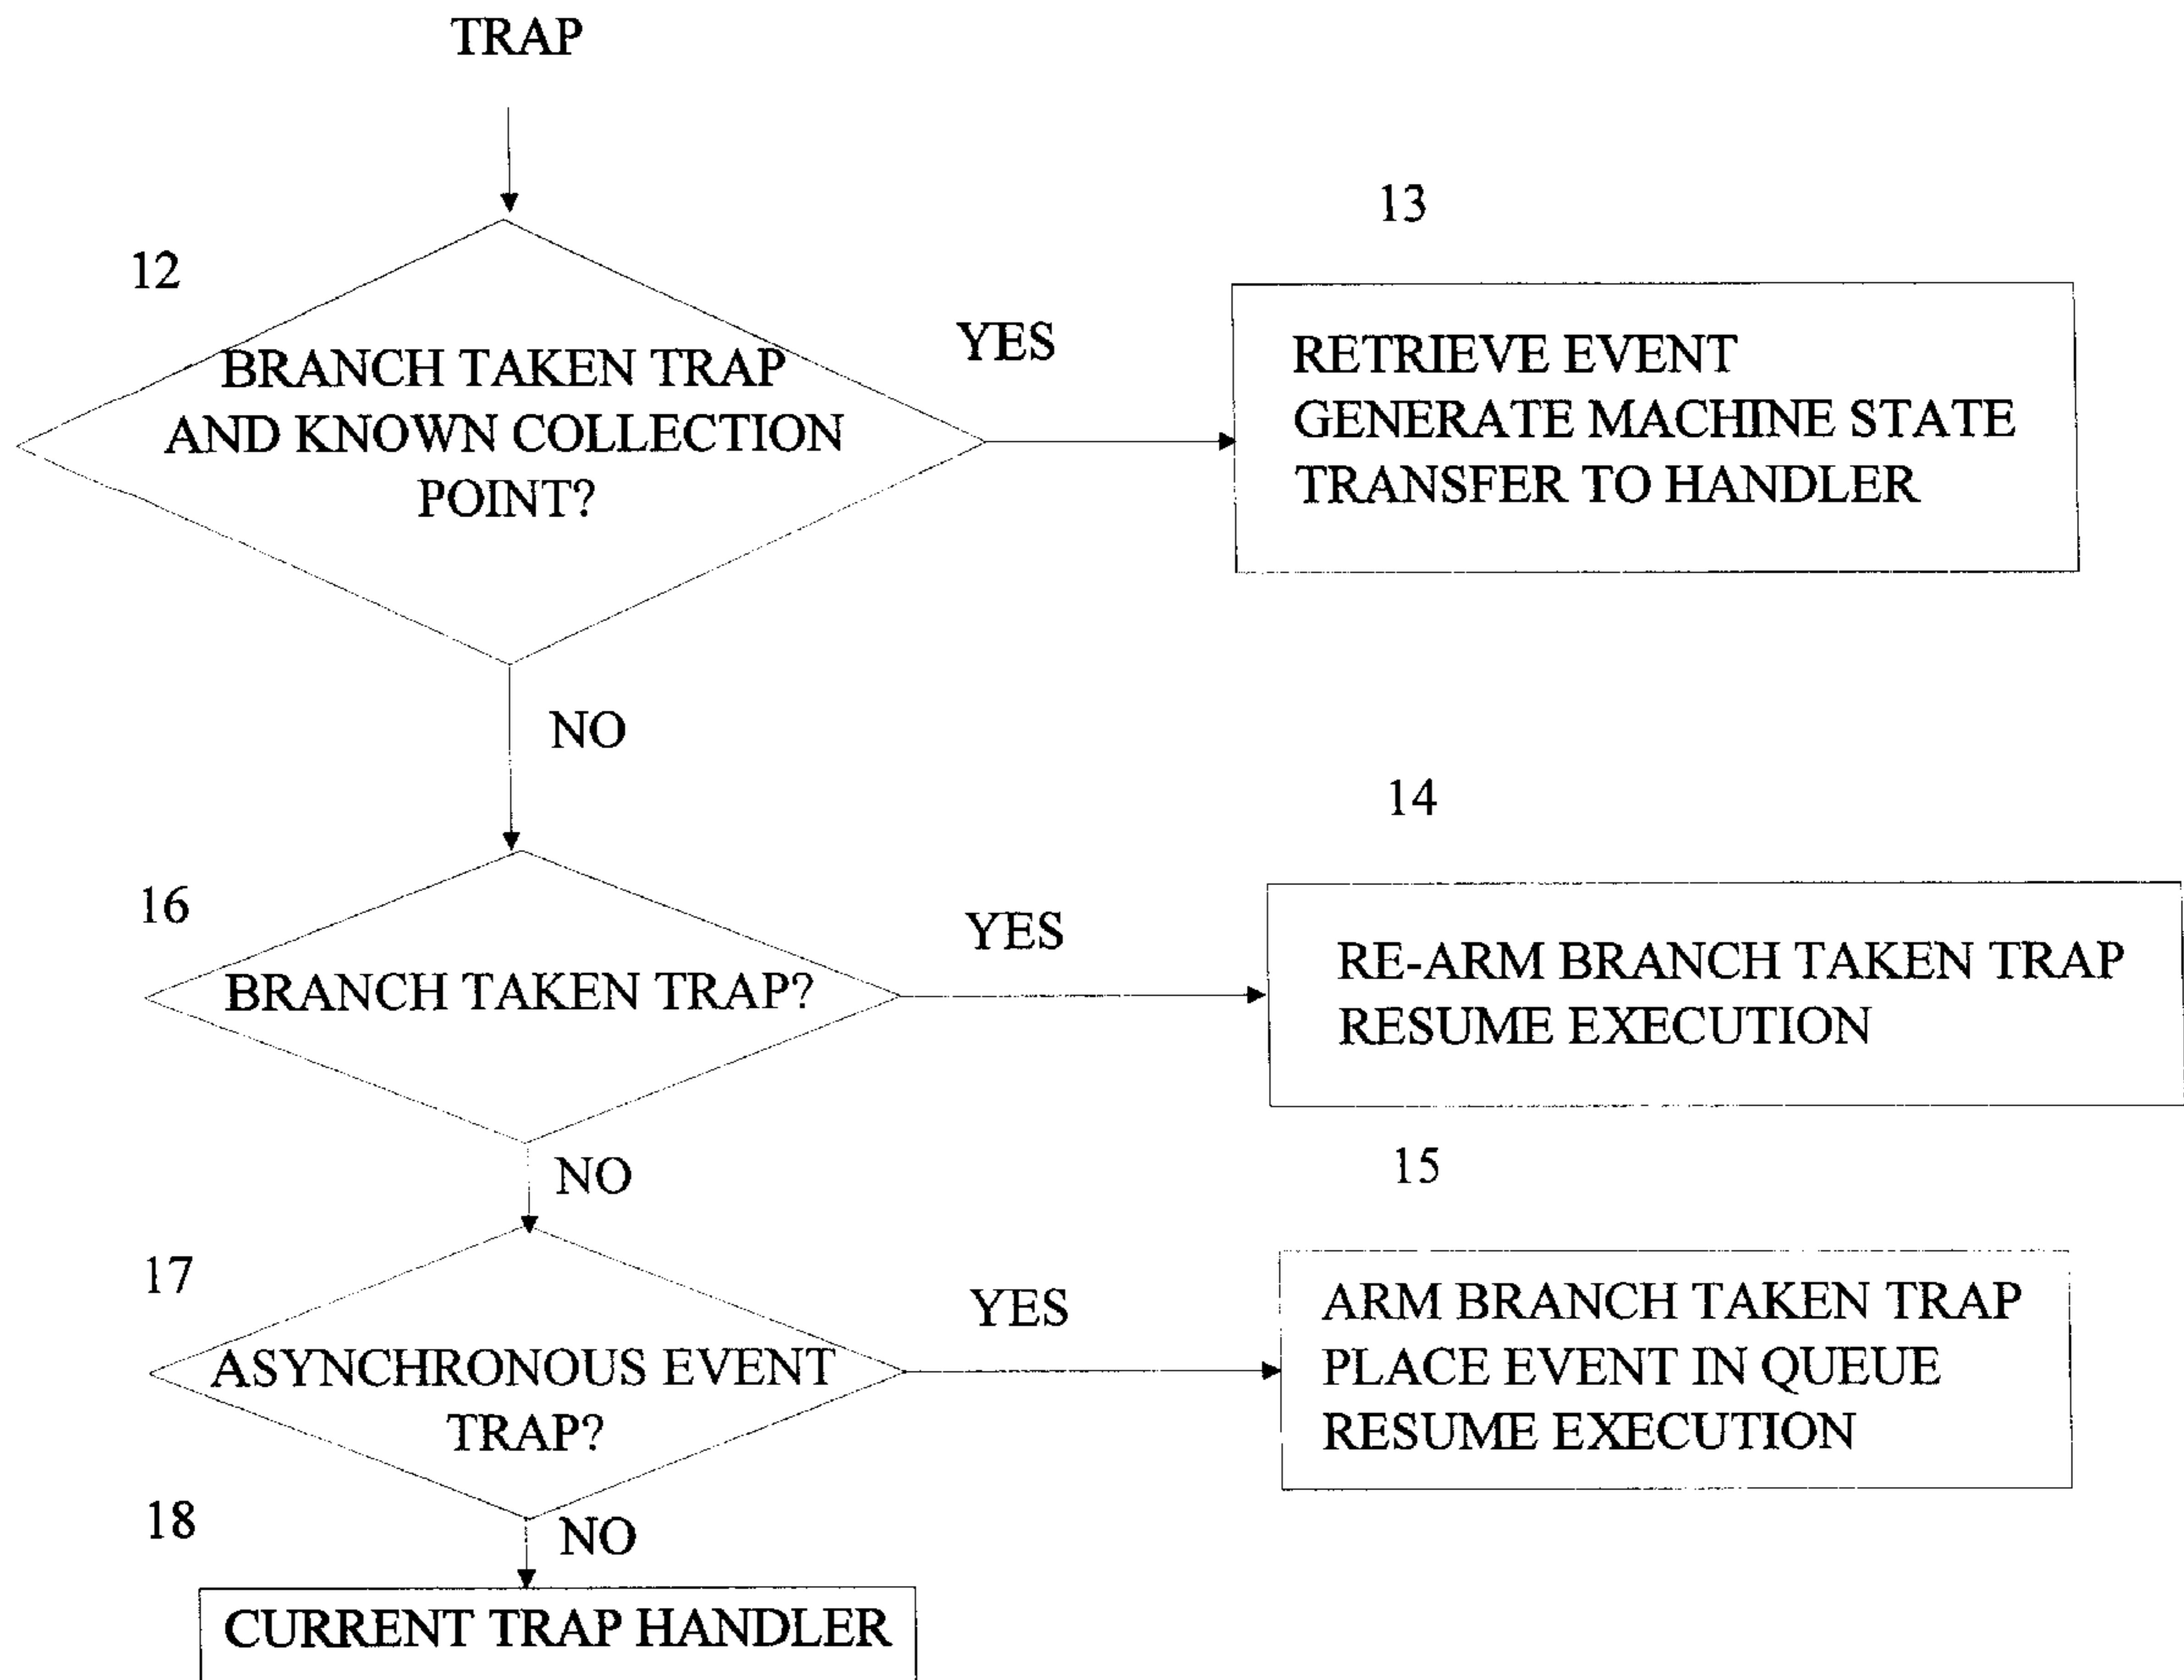 TRAP
12
BRANCH TAKEN TRAP
AND KNOWN COLLECTION
POINT?
YES
13
RETRIEVE EVENT
GENERATE MACHINE STATE
TRANSFER TO HANDLER
NO
16
BRANCH TAKEN TRAP?
YES
14
RE-ARM BRANCH TAKEN TRAP
RESUME EXECUTION
NO
17
ASYNCHRONOUS EVENT
TRAP?
YES
15
ARM BRANCH TAKEN TRAP
PLACE EVENT IN QUEUE
RESUME EXECUTION
NO
18
CURRENT TRAP HANDLER